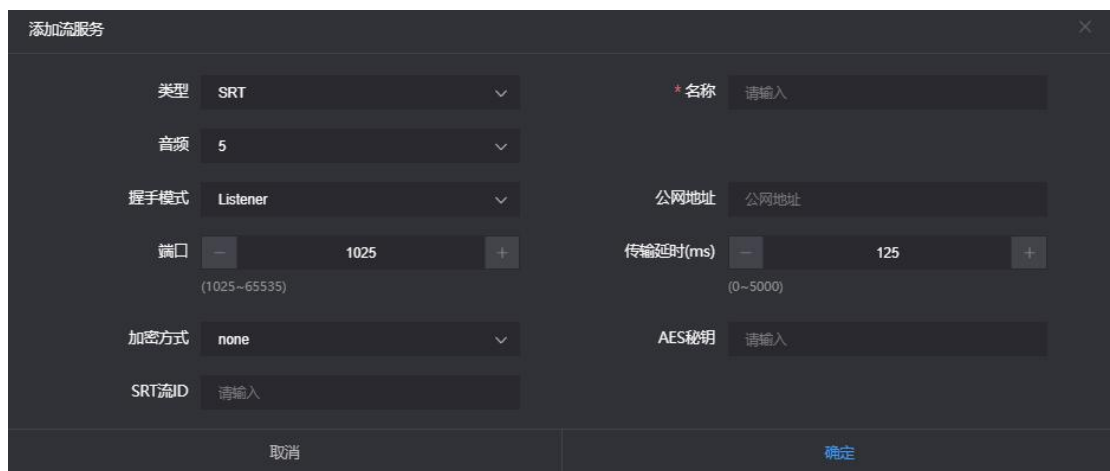 添加流服务
类型 SRT * 名称 请输入
音频 5
握手模式 Listener 公网地址 公网地址
端口 1025 传输延时(ms) 125
(1025~65535) (0~5000)
加密方式 none AES秘钥 请输入
SRT流ID 请输入
取消 确定